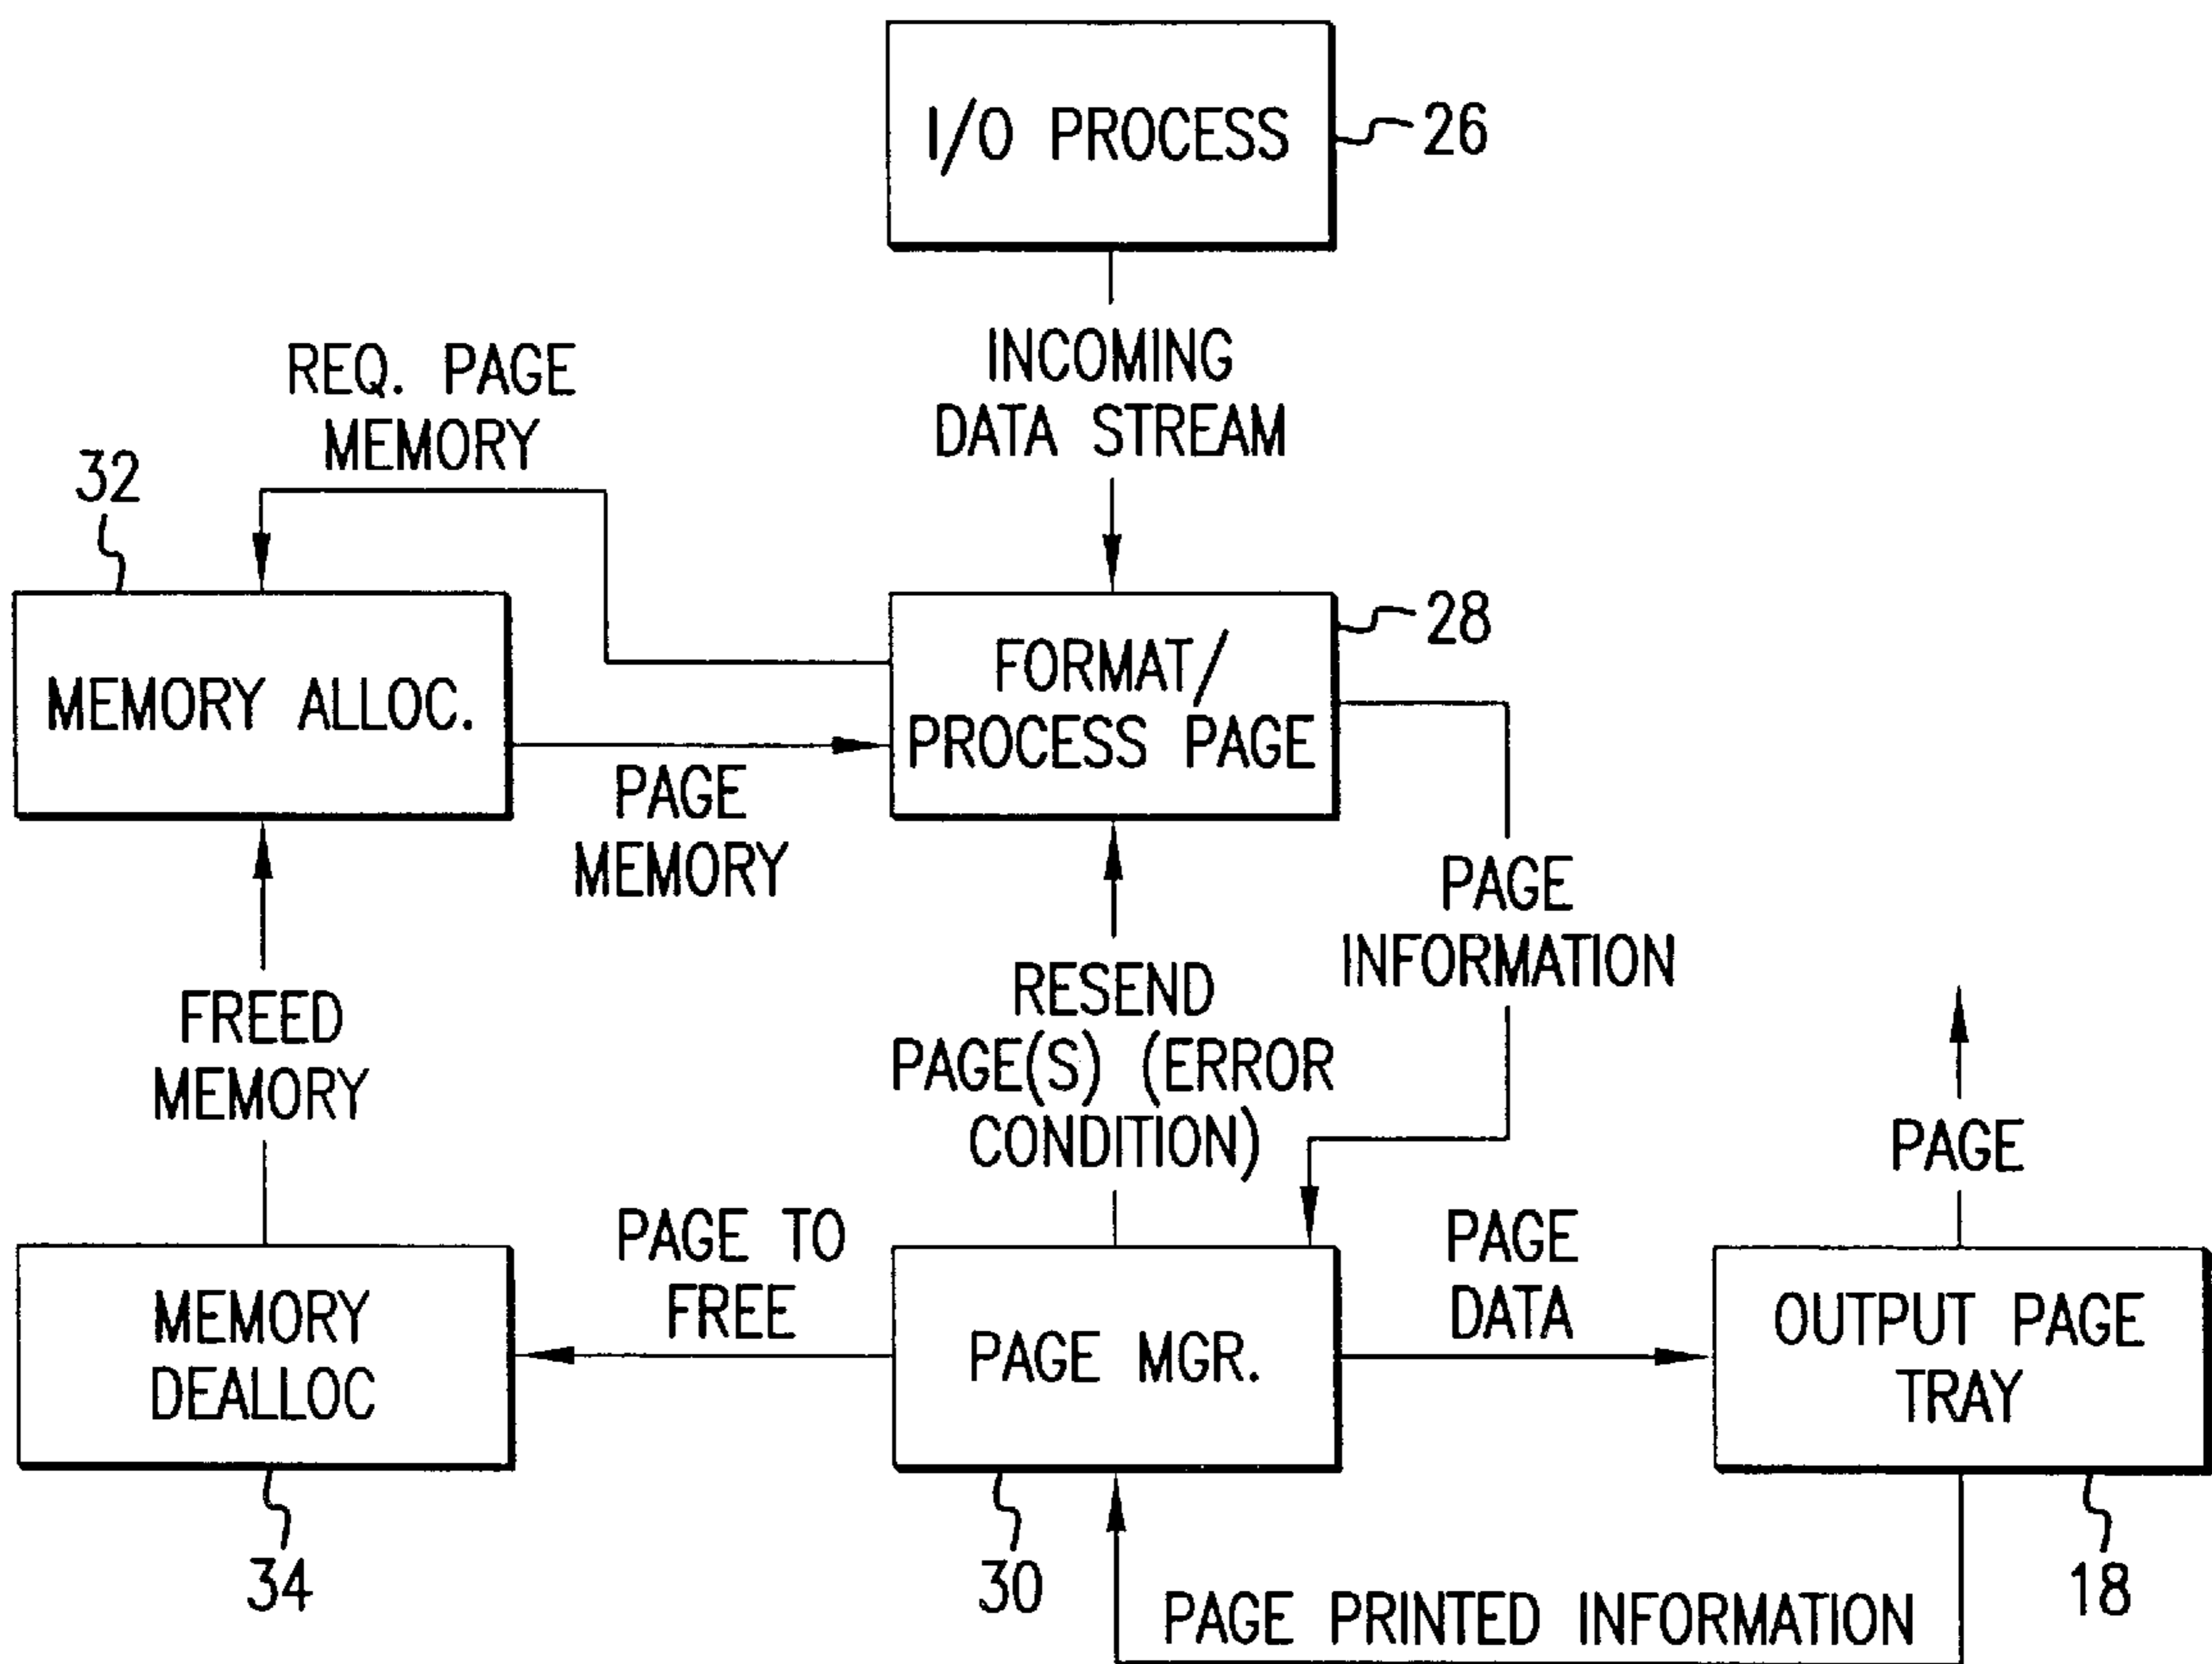 I/O PROCESS
26
INCOMING
DATA STREAM
REQ. PAGE
MEMORY
32
MEMORY ALLOC.
FORMAT/
PROCESS PAGE
28
PAGE
MEMORY
PAGE
INFORMATION
FREED
MEMORY
RESEND
PAGE(S) (ERROR
CONDITION)
PAGE
MEMORY
DEALLOC
34
PAGE TO
FREE
PAGE MGR.
30
PAGE
DATA
OUTPUT PAGE
TRAY
18
PAGE PRINTED INFORMATION